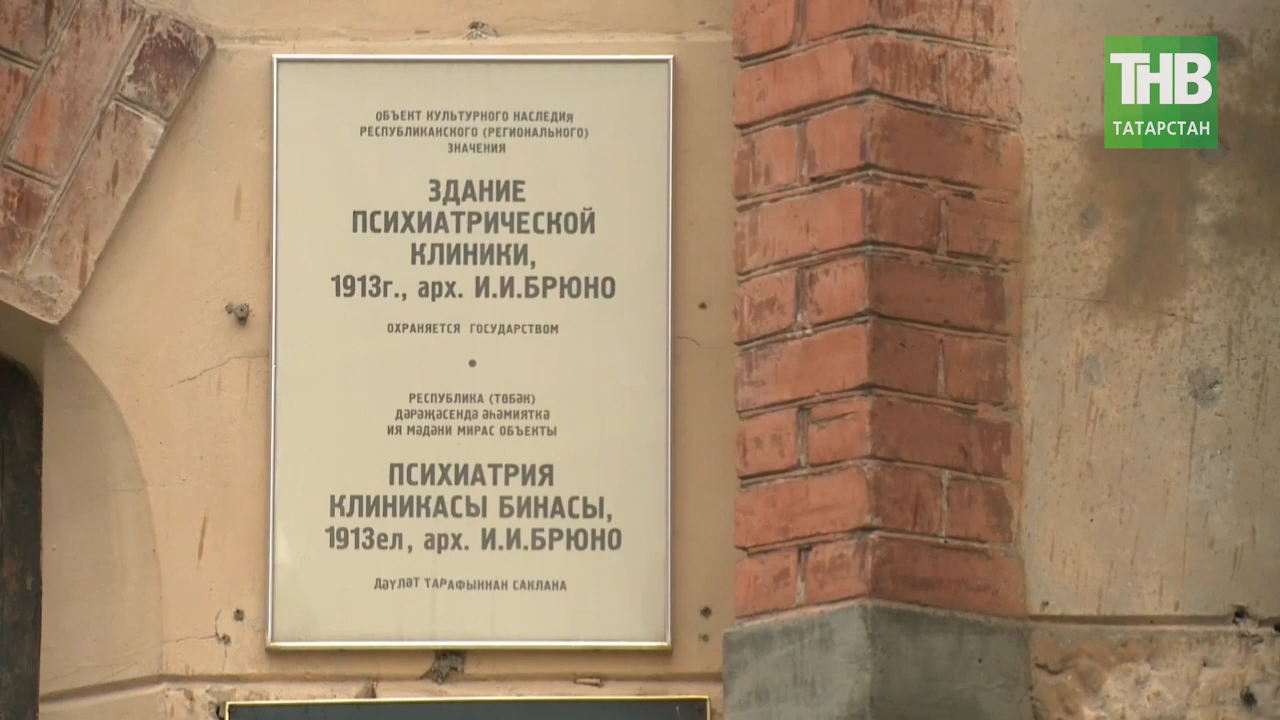 ОБЪЕКТ КУЛЬТУРНОГО НАСЛЕДИЯ
РЕСПУБЛИКАНСКОГО (РЕГИОНАЛЬНОГО)
ЗНАЧЕНИЯ
ЗДАНИЕ
ПСИХИАТРИЧЕСКОЙ
КЛИНИКИ,
1913г., арх. И.И.БРЮНО
ОХРАНЯЕТСЯ ГОСУДАРСТВОМ
•
РЕСПУБЛИКА (ТӨБӘК)
ДӘРӘҖӘСЕНДӘ ӘҺӘМИЯТКӘ
ИЯ МӘДӘНИ МИРАС ОБЪЕКТЫ
ПСИХИАТРИЯ
КЛИНИКАСЫ БИНАСЫ,
1913ел, арх. И.И.БРЮНО
ДӘҮЛӘТ ТАРАФЫННАН САКЛАНА
ТНВ
ТАТАРСТАН